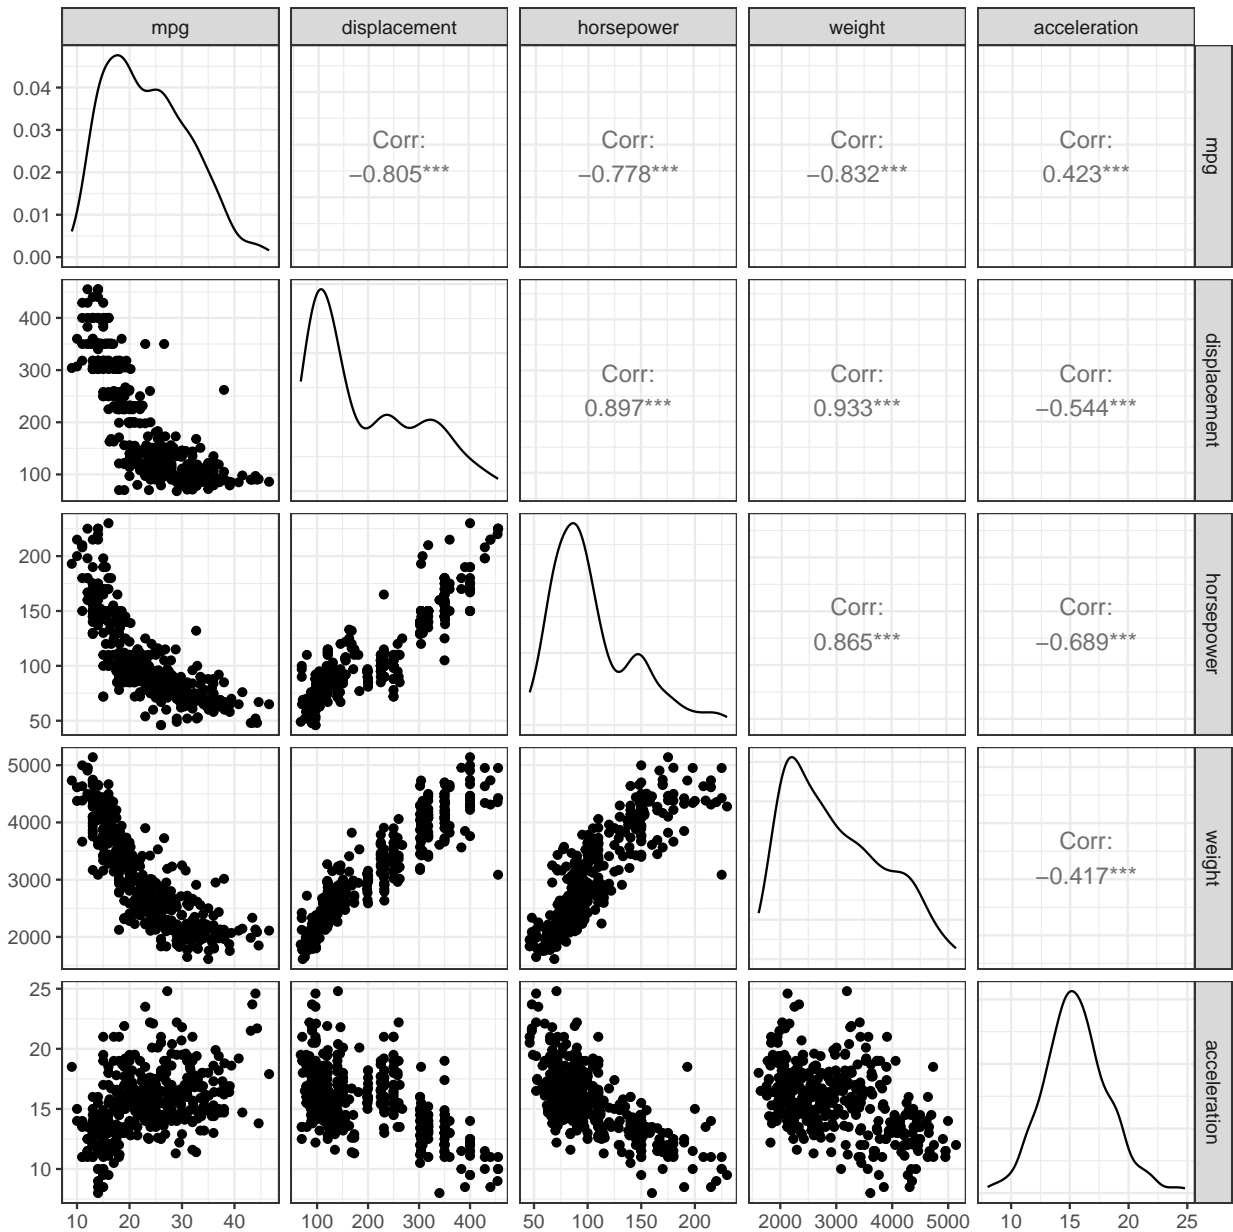 mpg displacement horsepower weight acceleration
0.04
0.03
0.02
0.01
0.00
Corr:
−0.805***
Corr:
−0.778***
Corr:
−0.832***
Corr:
0.423***
mpg
400
300
200
100
Corr:
0.897***
Corr:
0.933***
Corr:
−0.544***
displacement
200
150
100
50
Corr:
0.865***
Corr:
−0.689***
horsepower
5000
4000
3000
2000
Corr:
−0.417***
weight
25
20
15
10
acceleration
10 20 30 40 100 200 300 400 50 100 150 200 2000 3000 4000 5000 10 15 20 25